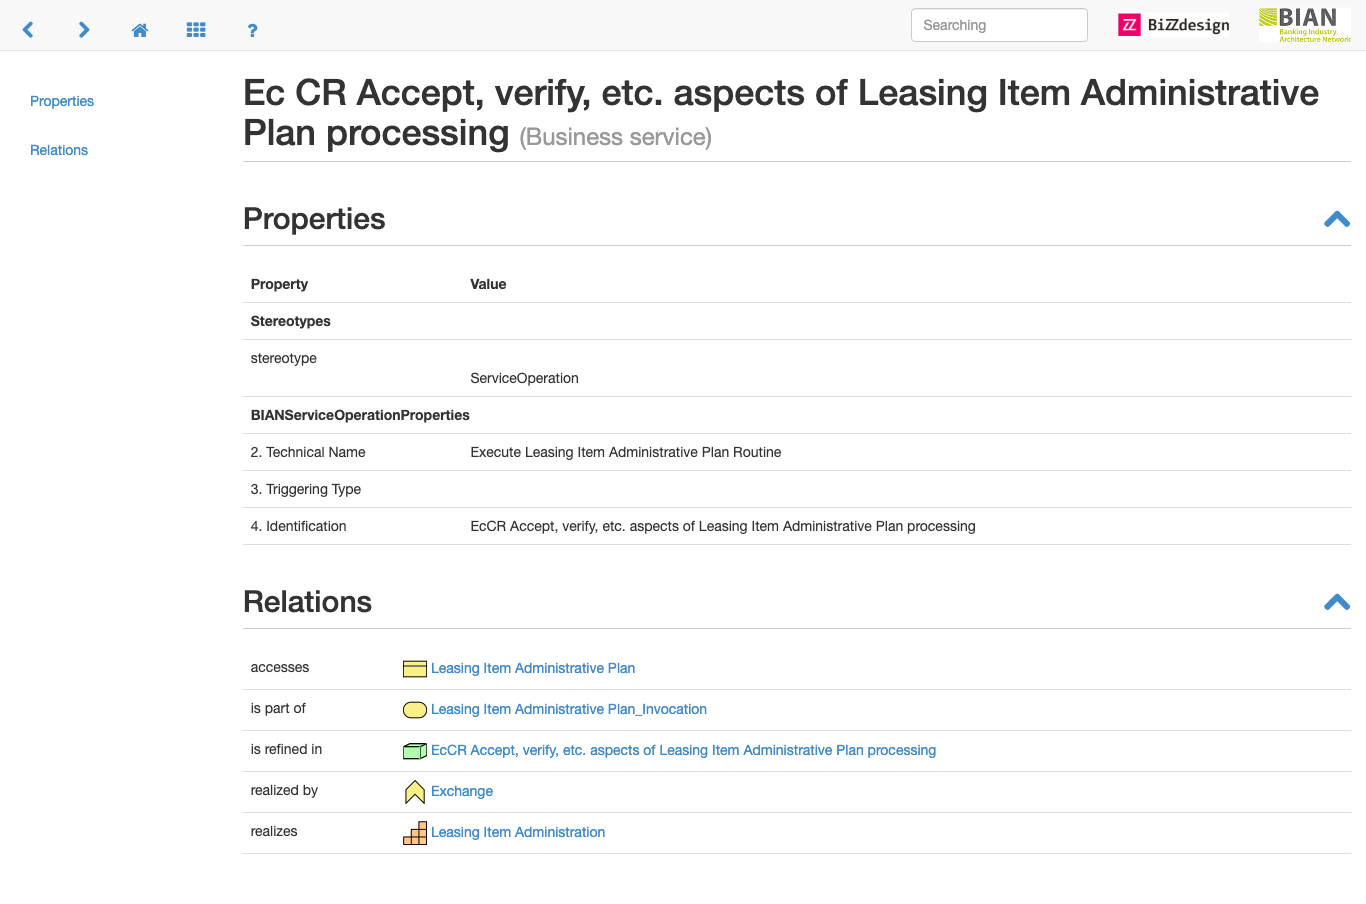 ?
Searching
ZZ BiZZdesign
BIAN
Banking Industry
Architecture Network
Properties
Relations
Ec CR Accept, verify, etc. aspects of Leasing Item Administrative
Plan processing (Business service)
Properties
Property Value
Stereotypes
stereotype
ServiceOperation
BIANServiceOperationProperties
2. Technical Name Execute Leasing Item Administrative Plan Routine
3. Triggering Type
4. Identification EcCR Accept, verify, etc. aspects of Leasing Item Administrative Plan processing
Relations
accesses Leasing Item Administrative Plan
is part of Leasing Item Administrative Plan_Invocation
is refined in EcCR Accept, verify, etc. aspects of Leasing Item Administrative Plan processing
realized by Exchange
realizes Leasing Item Administration